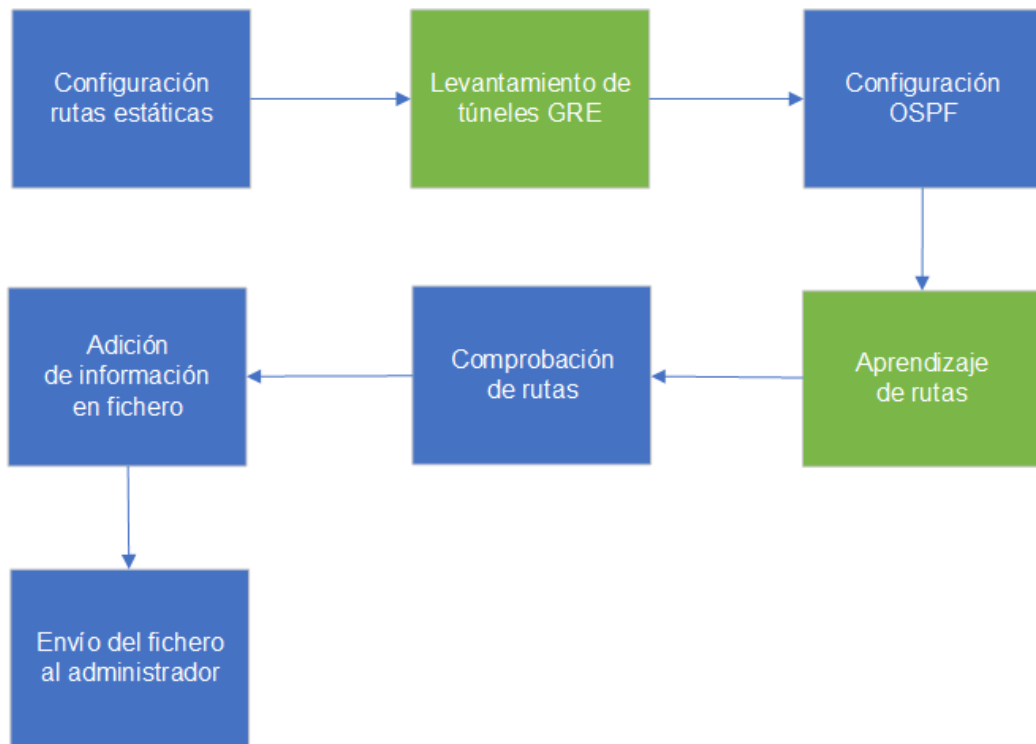 Configuración
rutas estáticas
Levantamiento de
túneles GRE
Configuración
OSPF
Aprendizaje
de rutas
Comprobación
de rutas
Adición
de información
en fichero
Envío del fichero
al administrador